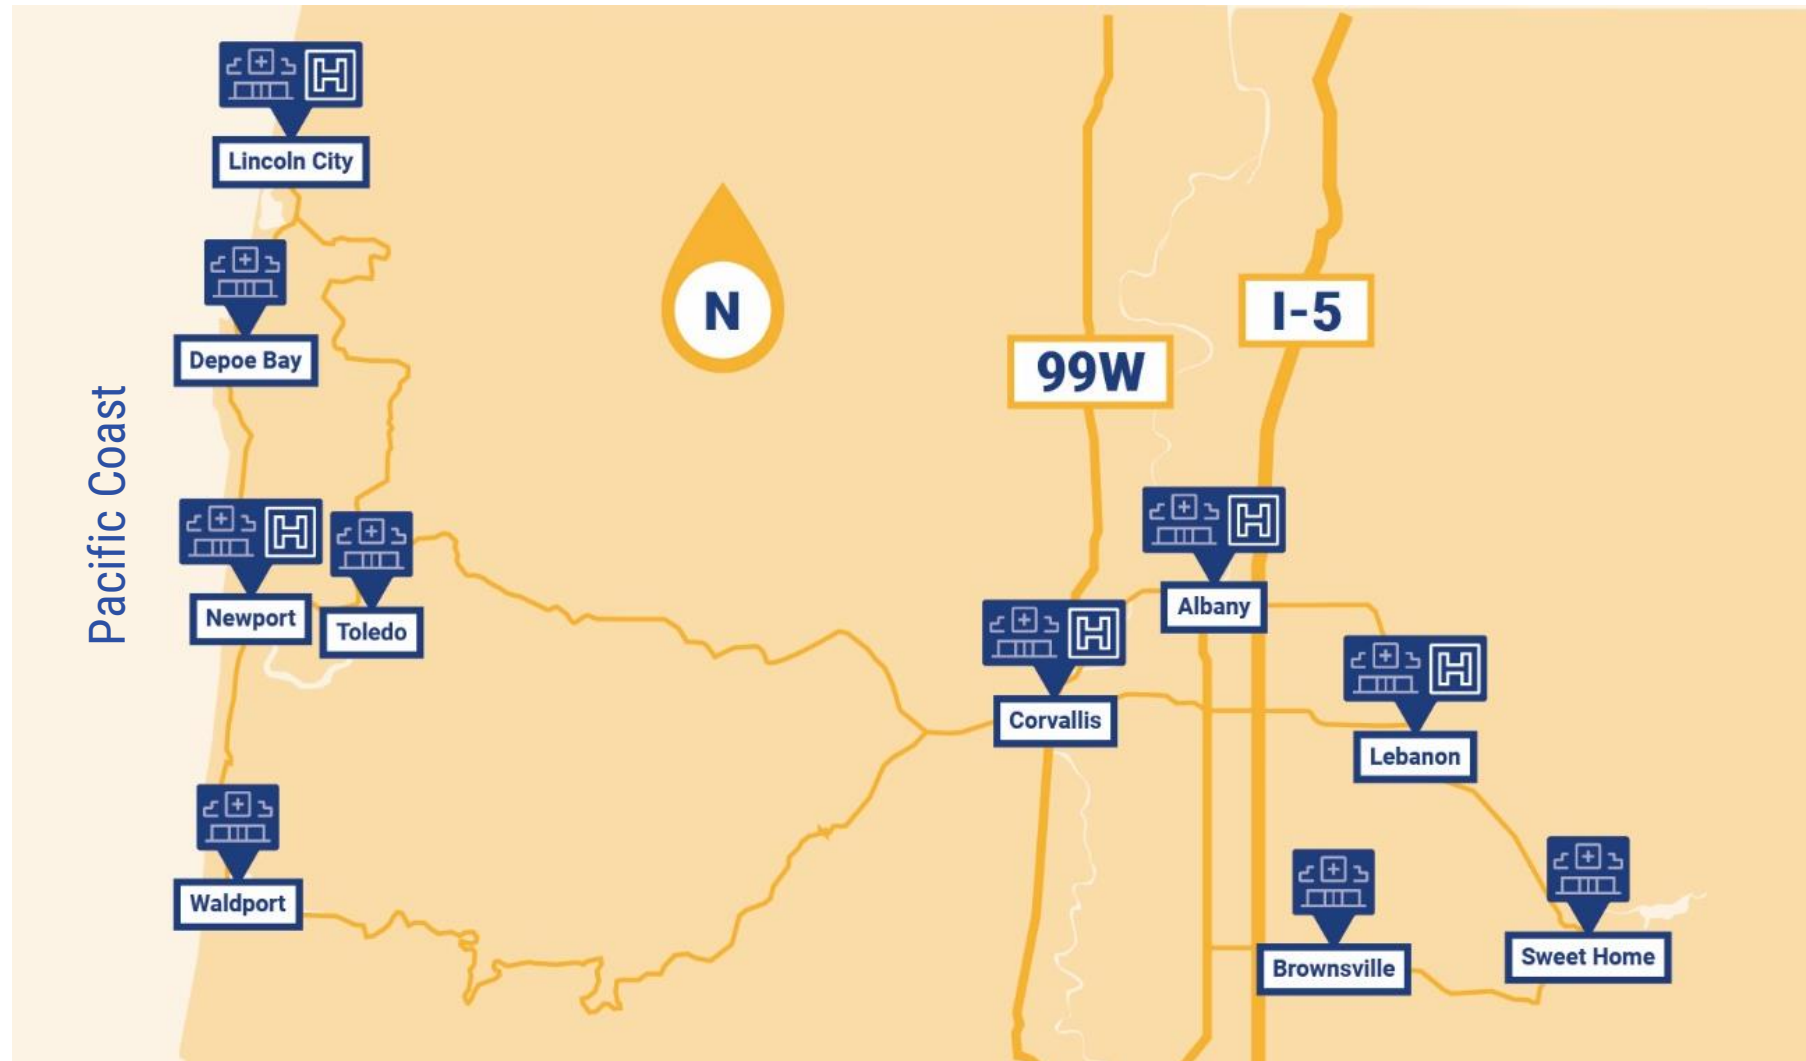 Lincoln City
Depoe Bay
Pacific Coast
Newport
Toledo
Waldport
N
99W
I-5
Albany
Corvallis
Lebanon
Brownsville
Sweet Home
H
H
H
H
H